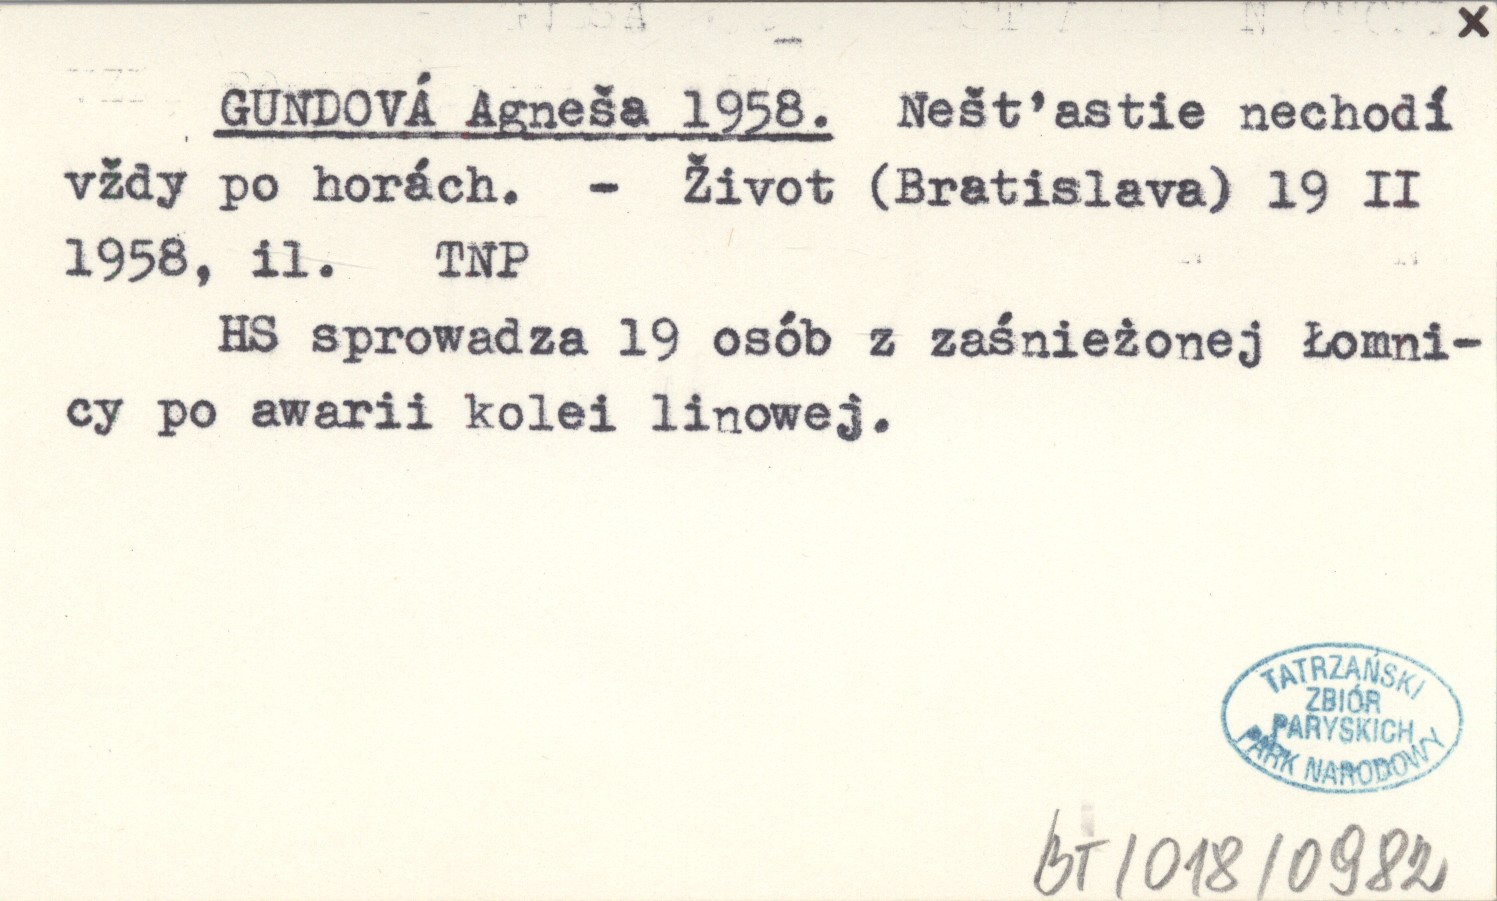 x
GUNDOVÁ Agneša 1958. Nešt'astie nechodí
vždy po horách. - Život (Bratislava) 19 II
1958, il. TNP
HS sprowadza 19 osób z zaśnieżonej Łomni-
cy po awarii kolei linowej.
TATRZAŃSKI
ZBIÓR
PARYSKICH
PARK NARODOWY
BT/018/0982